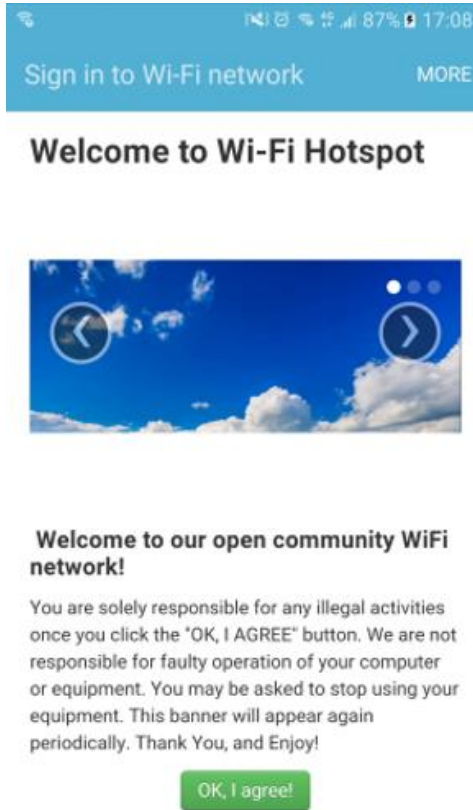 87% 17:08
Sign in to Wi-Fi network MORE
Welcome to Wi-Fi Hotspot
Welcome to our open community WiFi
network!
You are solely responsible for any illegal activities
once you click the "OK, I AGREE" button. We are not
responsible for faulty operation of your computer
or equipment. You may be asked to stop using your
equipment. This banner will appear again
periodically. Thank You, and Enjoy!
OK, I agree!